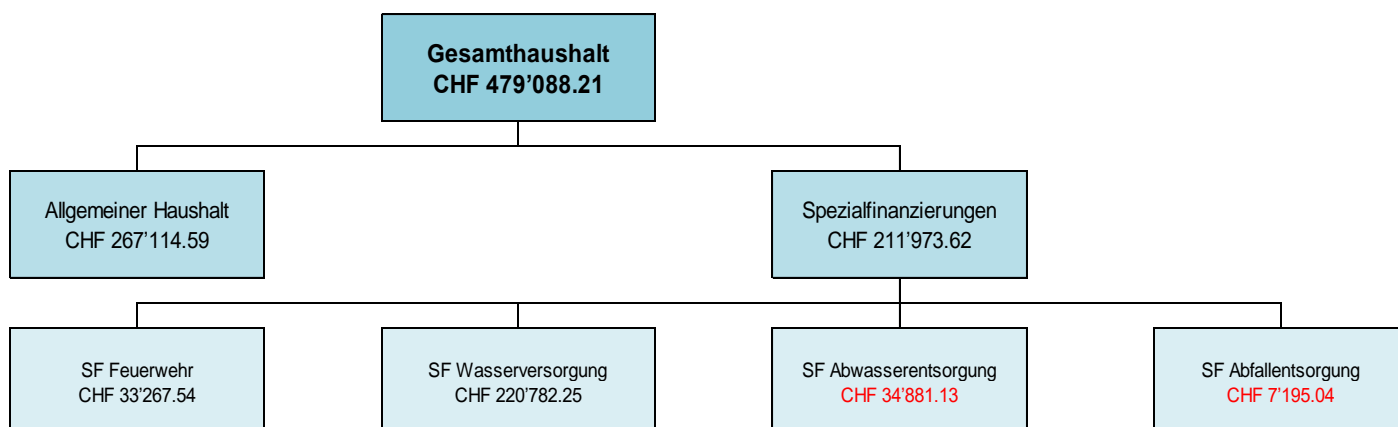 Gesamthaushalt
CHF 479’088.21
Allgemeiner Haushalt
CHF 267’114.59
Spezialfinanzierungen
CHF 211’973.62
SF Feuerwehr
CHF 33’267.54
SF Wasserversorgung
CHF 220’782.25
SF Abwasserentsorgung
CHF 34’881.13
SF Abfallentsorgung
CHF 7’195.04